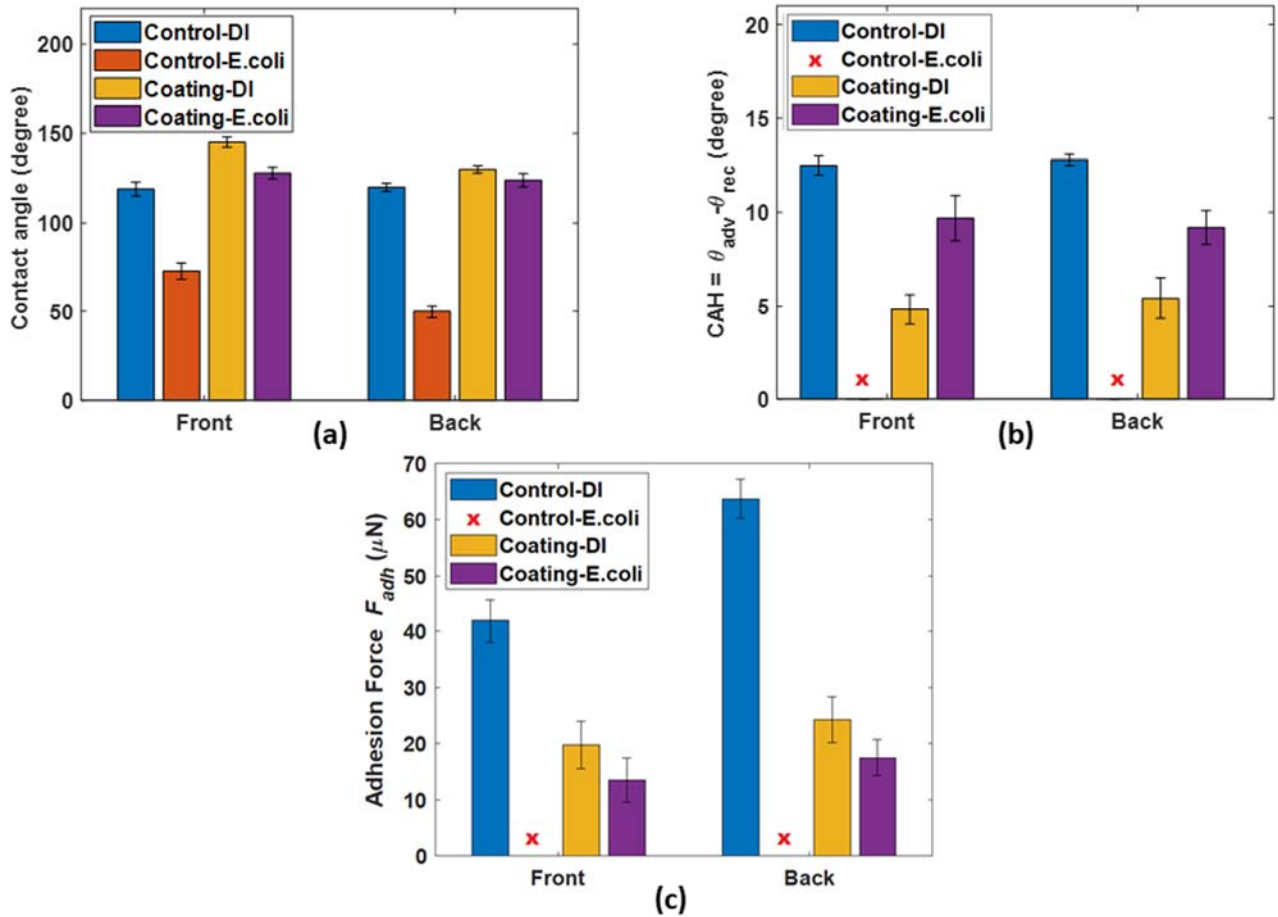 Contact angle (degree)
200
150
100
50
0
Control-DI
Control-E.coli
Coating-DI
Coating-E.coli
Front
Back
(a)
CAH = θadv-θrec (degree)
20
15
10
5
0
Control-DI
x Control-E.coli
Coating-DI
Coating-E.coli
x
x
Front
Back
(b)
Adhesion Force Fadh (μN)
70
60
50
40
30
20
10
0
Control-DI
x Control-E.coli
Coating-DI
Coating-E.coli
x
x
Front
Back
(c)